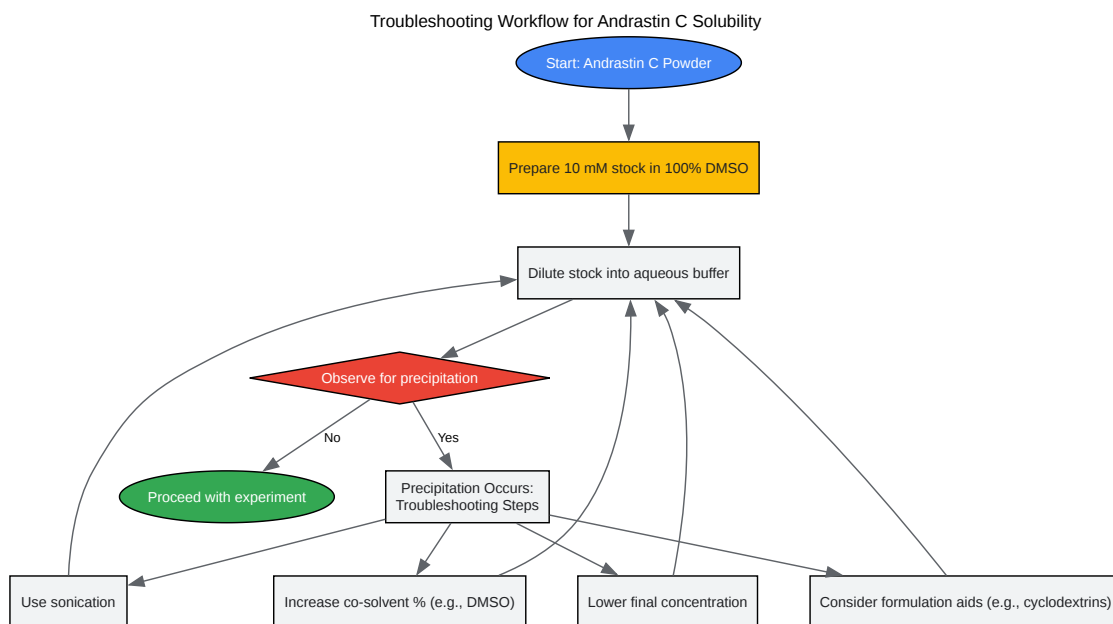 Troubleshooting Workflow for Andrastin C Solubility
Start: Andrastin C Powder
Prepare 10 mM stock in 100% DMSO
Dilute stock into aqueous buffer
Observe for precipitation
No
Yes
Proceed with experiment
Precipitation Occurs:
Troubleshooting Steps
Use sonication
Increase co-solvent % (e.g., DMSO)
Lower final concentration
Consider formulation aids (e.g., cyclodextrins)